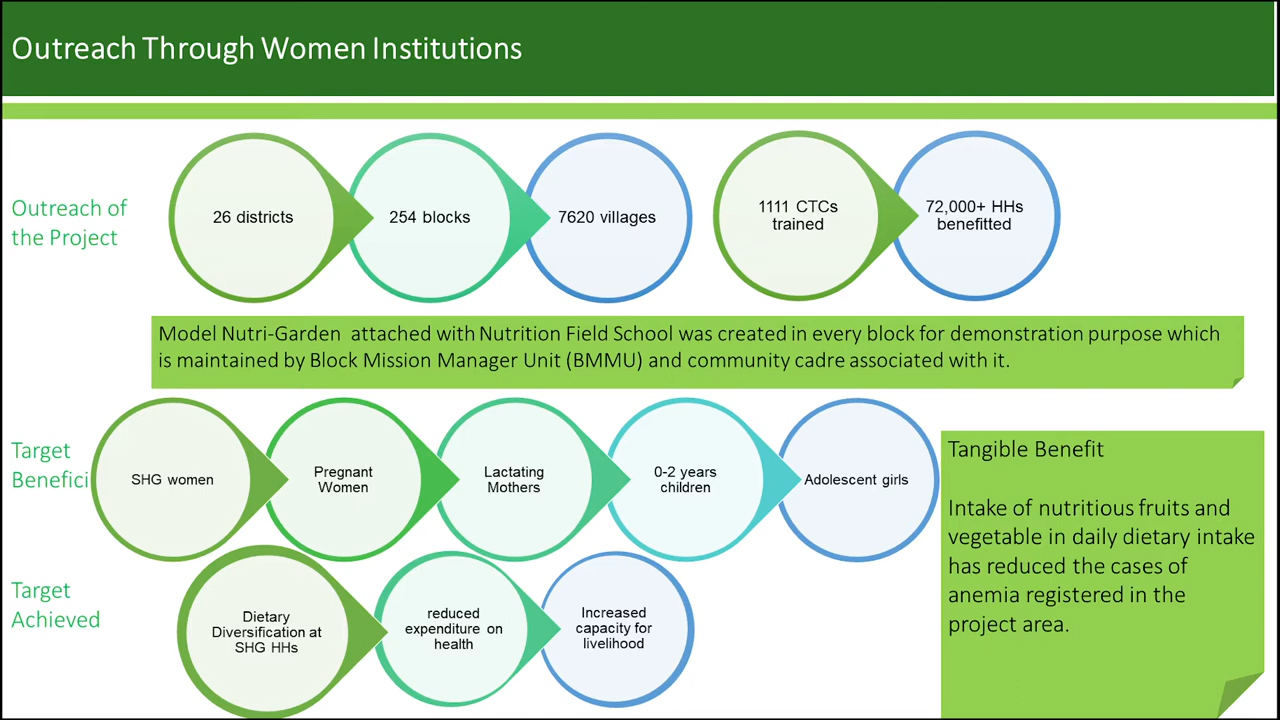 Outreach Through Women Institutions
Outreach of
the Project
26 districts
254 blocks
7620 villages
1111 CTCs
trained
72,000+ HHs
benefitted
Model Nutri-Garden attached with Nutrition Field School was created in every block for demonstration purpose which
is maintained by Block Mission Manager Unit (BMMU) and community cadre associated with it.
Target
Benefici
SHG women
Pregnant
Women
Lactating
Mothers
0-2 years
children
Adolescent girls
Target
Achieved
Dietary
Diversification at
SHG HHs
reduced
expenditure on
health
Increased
capacity for
livelihood
Tangible Benefit
Intake of nutritious fruits and
vegetable in daily dietary intake
has reduced the cases of
anemia registered in the
project area.